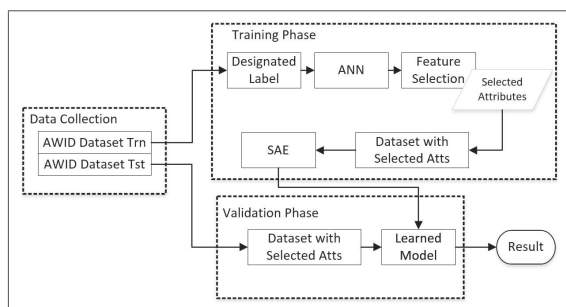 Training Phase
Designated
Label
ANN
Feature
Selection
Selected
Attributes
Data Collection
AWID Dataset Trn
AWID Dataset Tst
SAE
Dataset with
Selected Atts
Validation Phase
Dataset with
Selected Atts
Learned
Model
Result